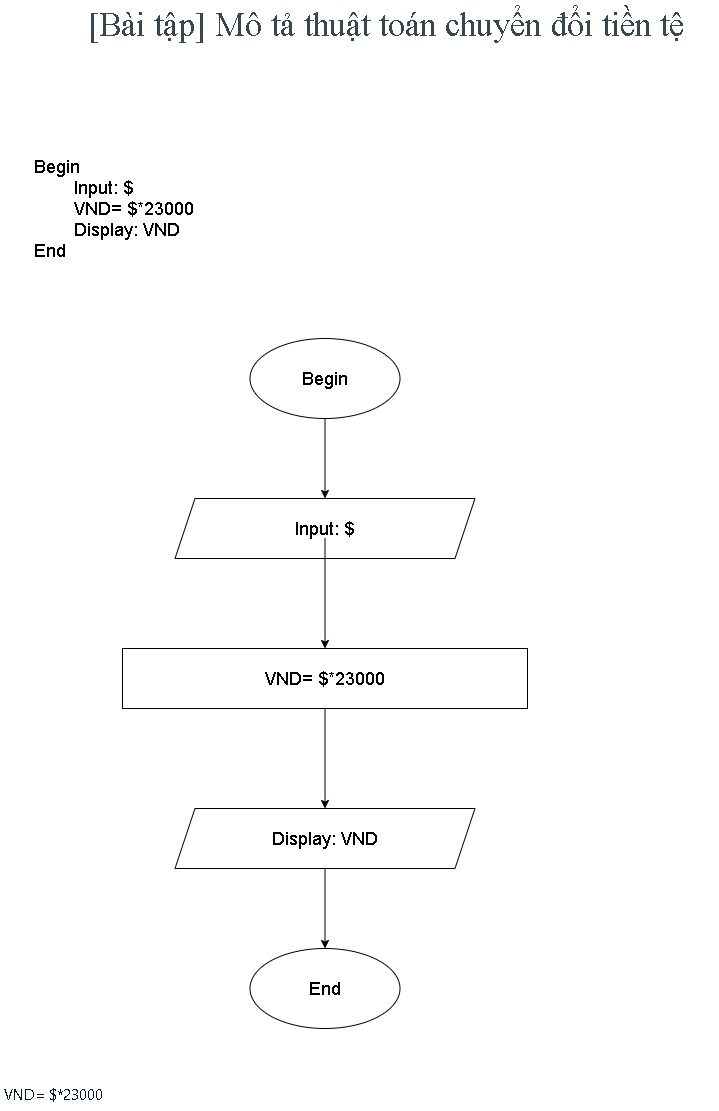 [Bài tập] Mô tả thuật toán chuyển đổi tiền tệ
Begin
Input: $
VND= $*23000
Display: VND
End
Begin
Input: $
VND= $*23000
Display: VND
End
VND= $*23000